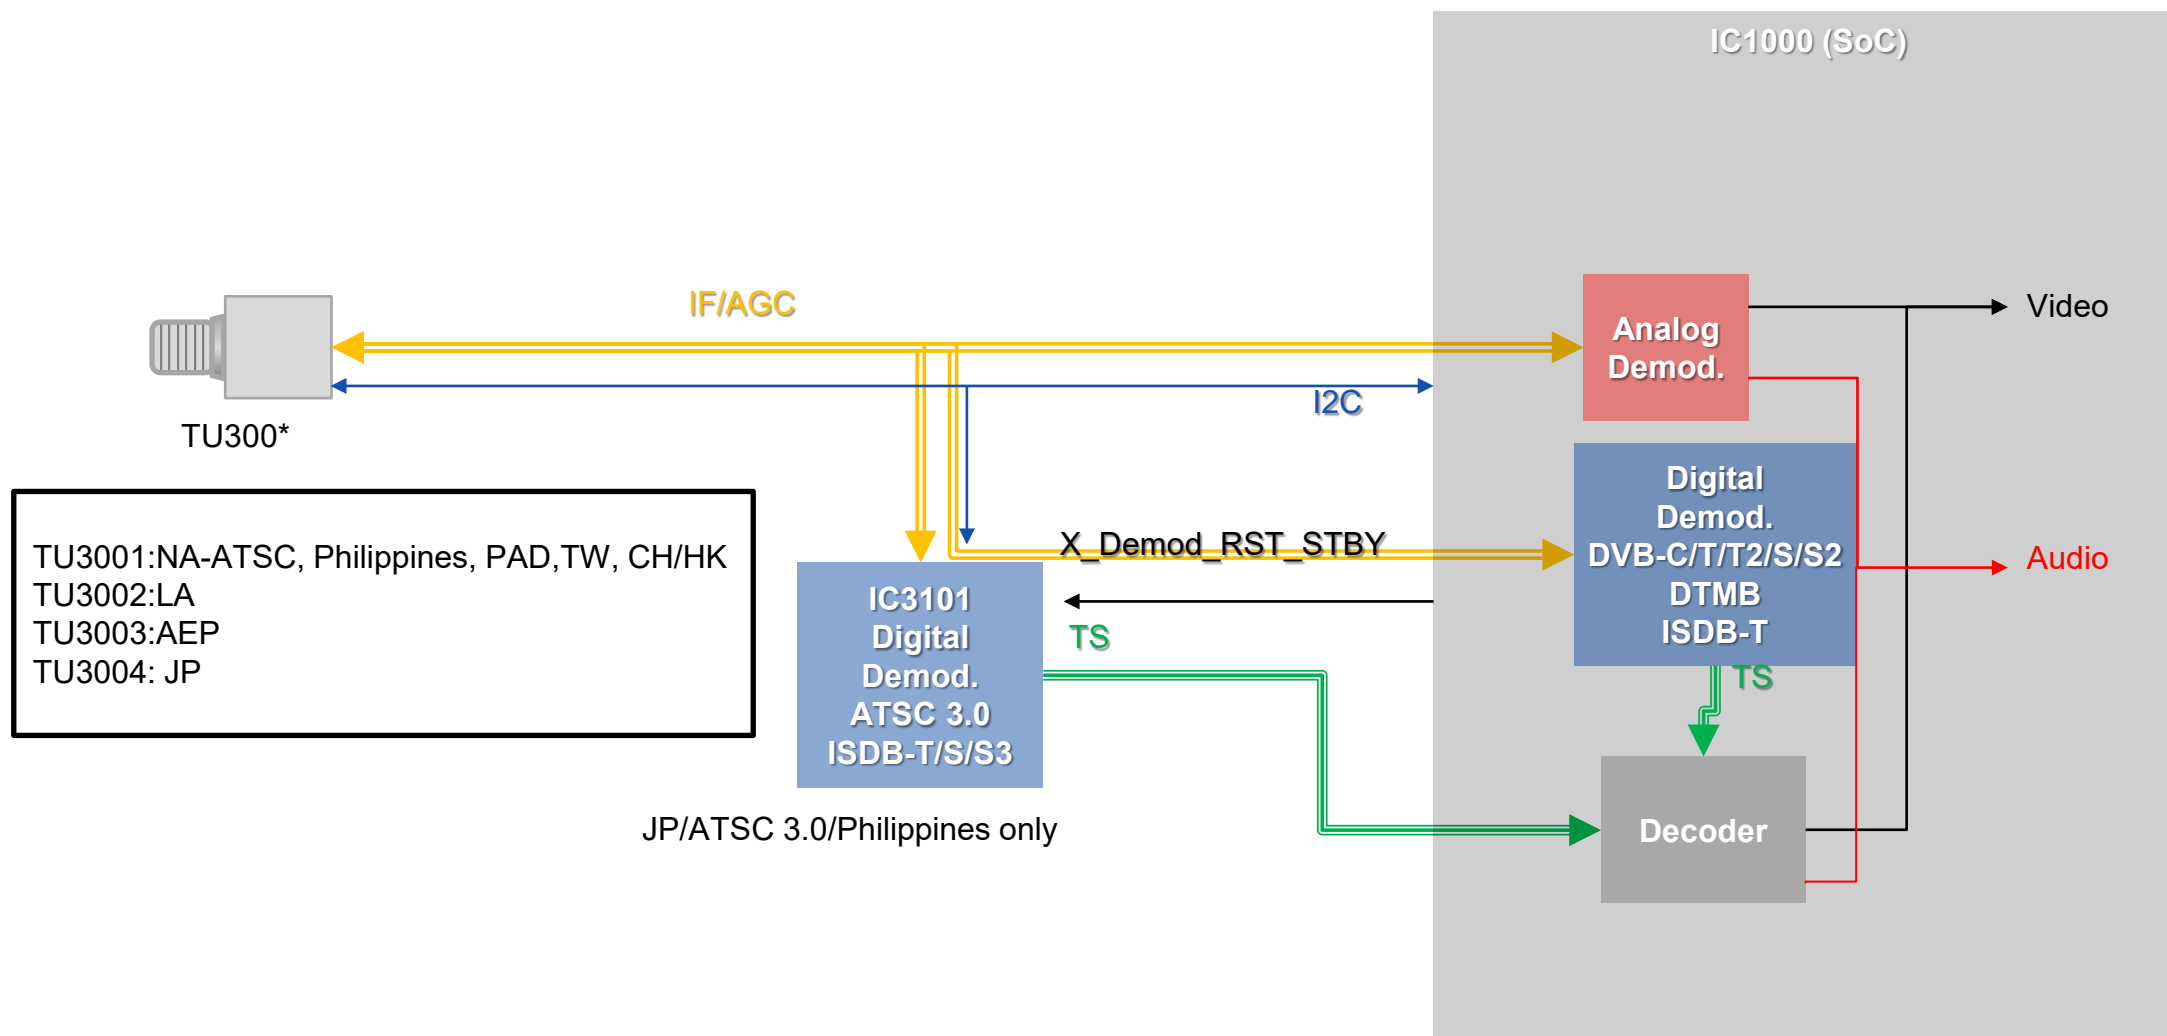 IC1000 (SoC)
IF/AGC
Analog
Demod.
Video
I2C
TU300*
Digital
Demod.
DVB-C/T/T2/S/S2
DTMB
ISDB-T
X_Demod_RST_STBY
Audio
TU3001:NA-ATSC, Philippines, PAD,TW, CH/HK
TU3002:LA
TU3003:AEP
TU3004: JP
IC3101
Digital
Demod.
ATSC 3.0
ISDB-T/S/S3
TS
TS
Decoder
JP/ATSC 3.0/Philippines only